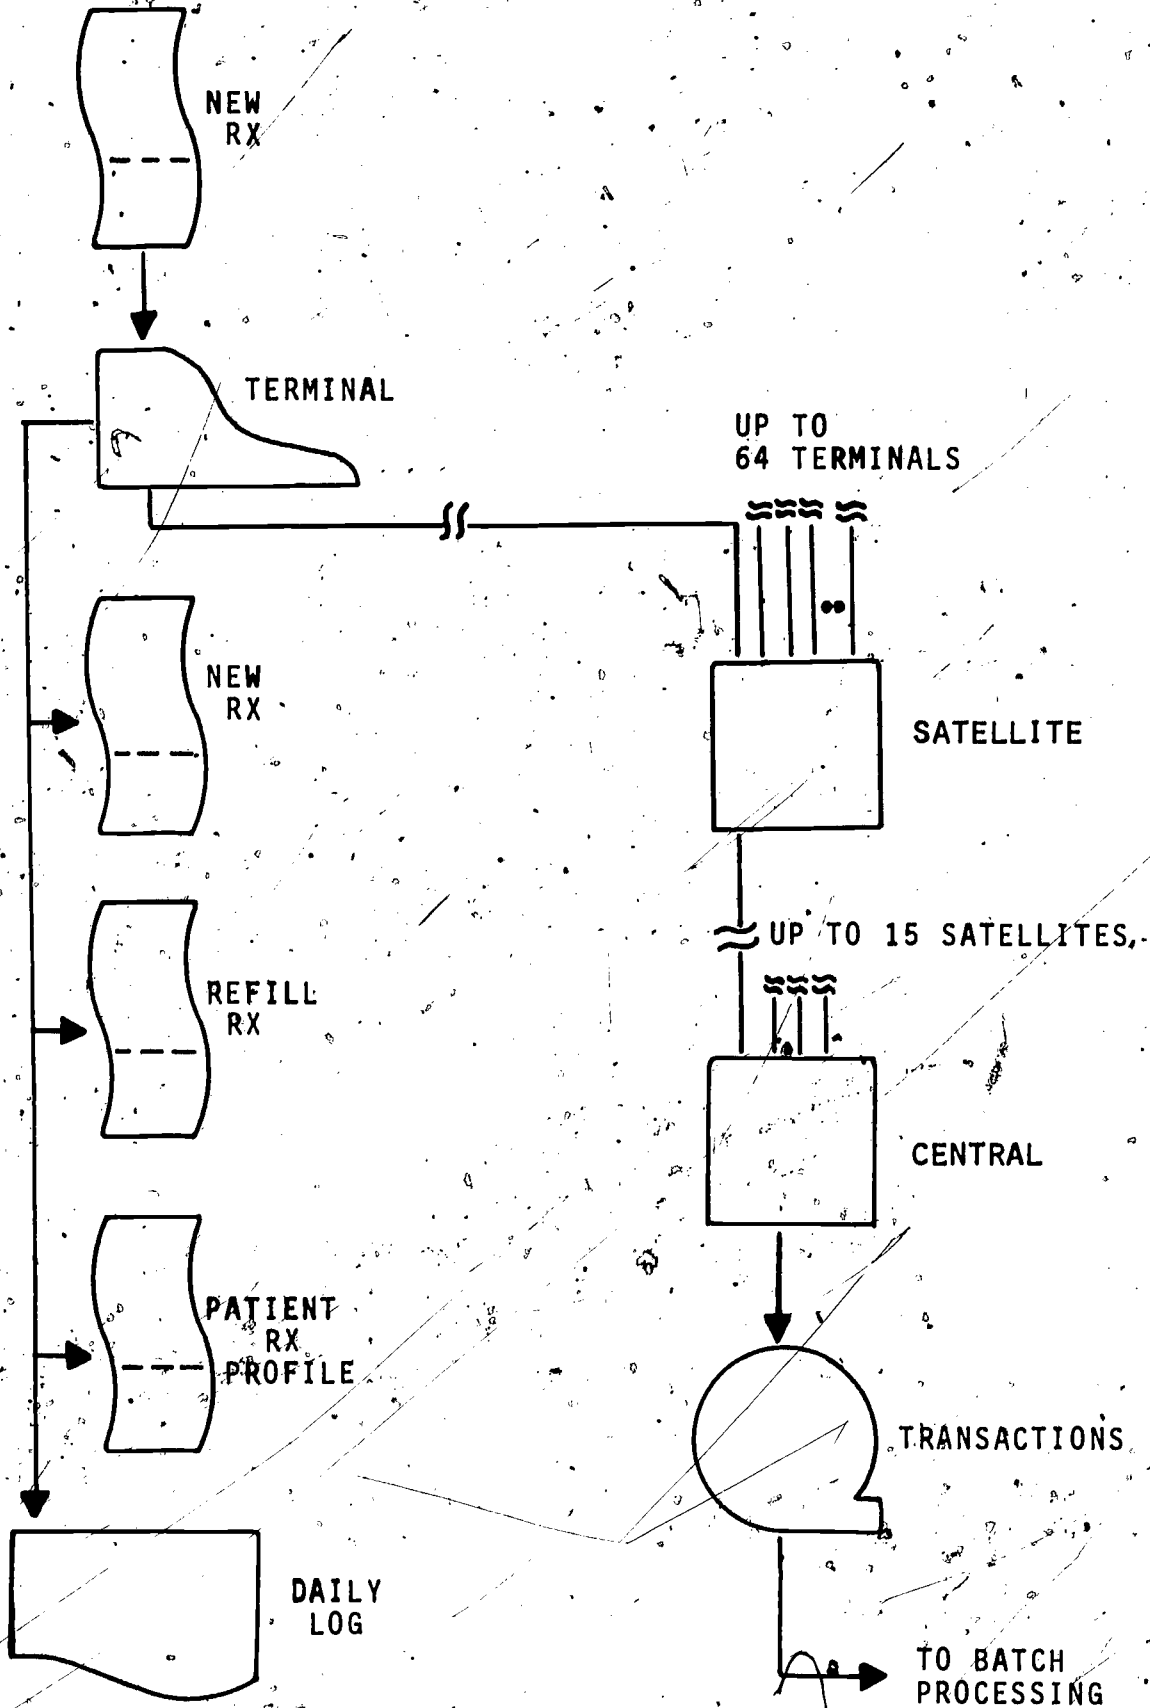 NEW
RX
TERMINAL
UP TO
64 TERMINALS
NEW
RX
SATELLITE
UP TO 15 SATELLITES
REFILL
RX
CENTRAL
PATIENT
RX
PROFILE
TRANSACTIONS
DAILY
LOG
TO BATCH
PROCESSING